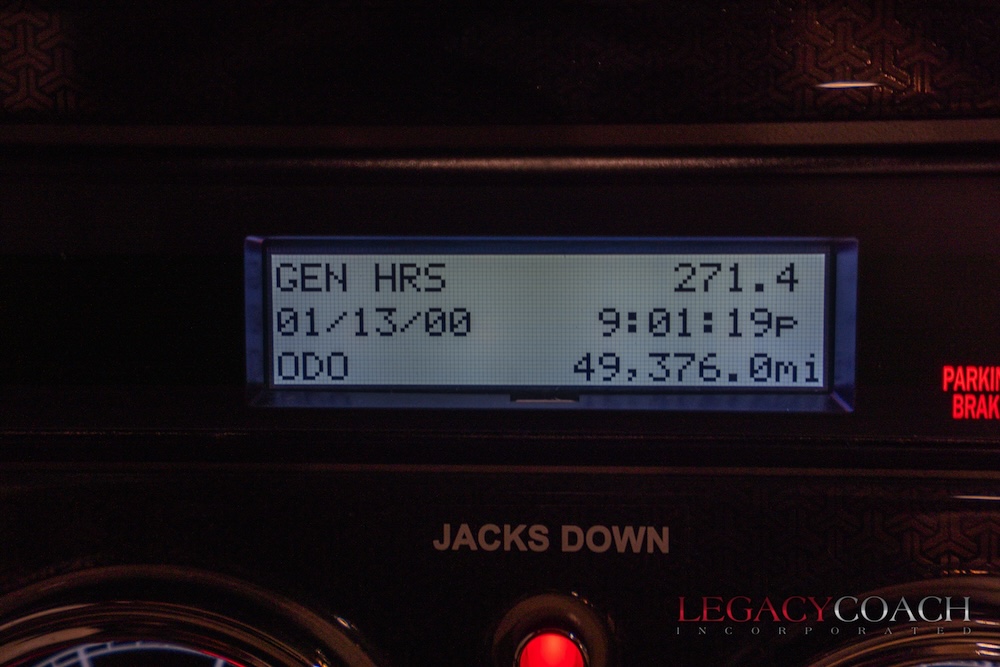 GEN HRS 271.4
01/13/00 9:01:19p
ODO 49,376.0mi
PARKIN
BRAK
JACKS DOWN
LEGACYCOACH
INCORPORATED